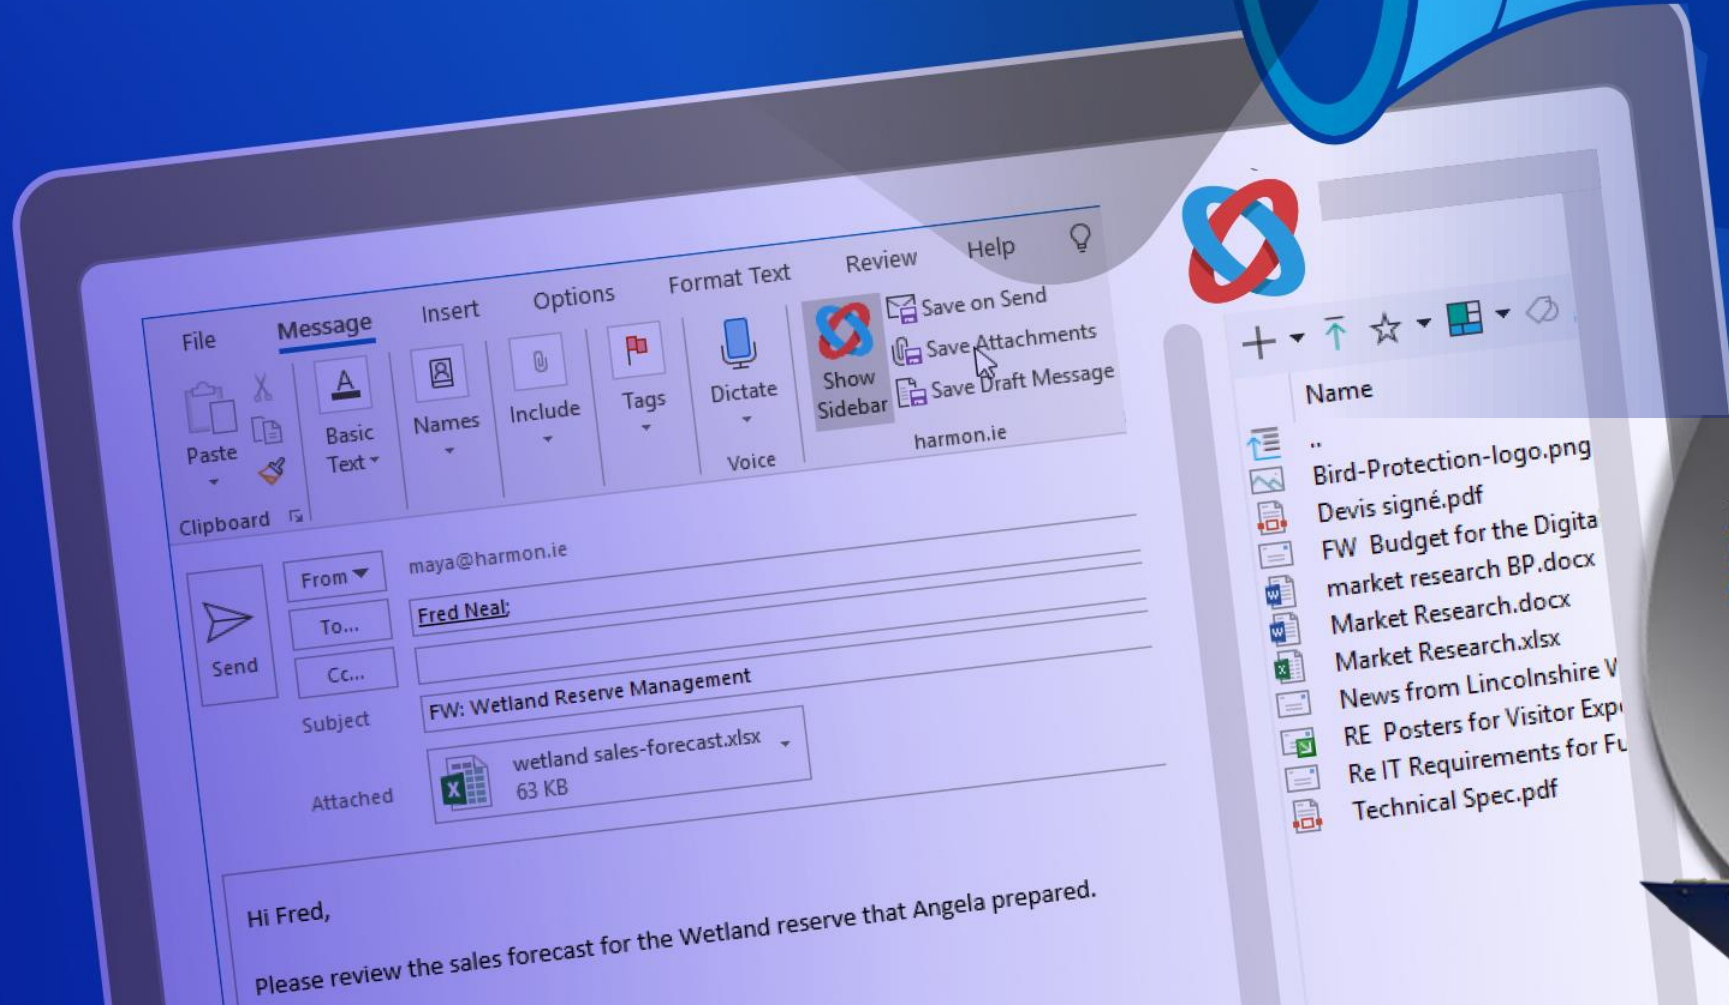 File Message Insert Options Format Text Review Help
Paste
Clipboard
Basic
Text
Names
Include
Tags
Dictate
Voice
Show
Sidebar
Save on Send
Save Attachments
Save Draft Message
harmon.ie
Send
From
maya@harmon.ie
To...
Fred Neal;
Cc...
Subject
FW: Wetland Reserve Management
Attached
wetland sales-forecast.xlsx
63 KB
Hi Fred,
Please review the sales forecast for the Wetland reserve that Angela prepared.
Name
..
Bird-Protection-logo.png
Devis signé.pdf
FW Budget for the Digita
market research BP.docx
Market Research.docx
Market Research.xlsx
News from Lincolnshire W
RE Posters for Visitor Exp
Re IT Requirements for Fu
Technical Spec.pdf